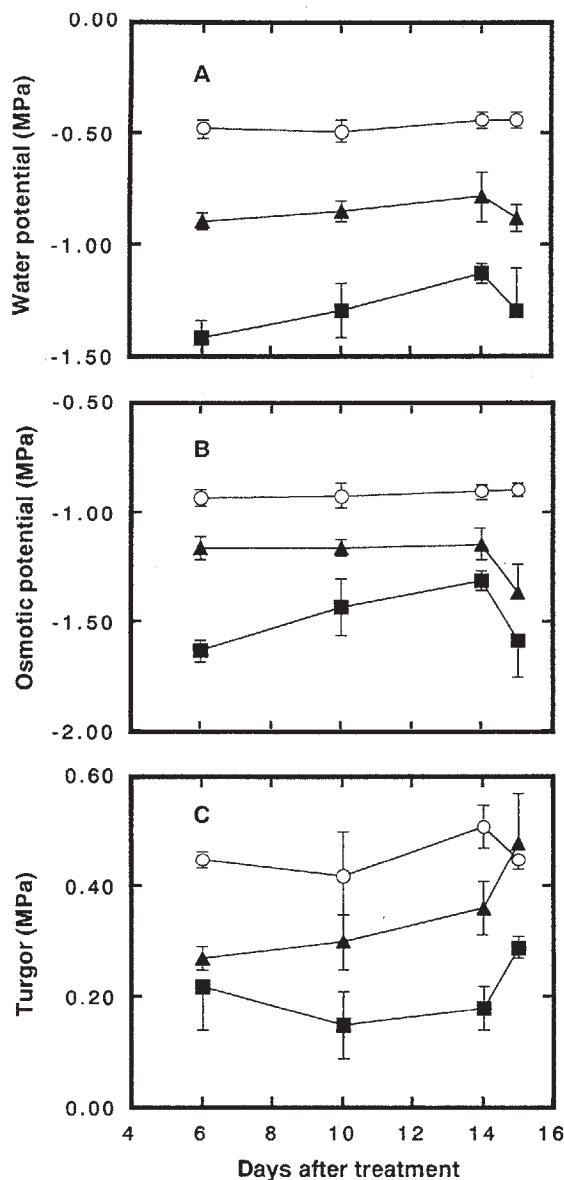 0.00
A
-0.50
Water potential (MPa)
-1.00
-1.50
-0.50
B
-1.00
Osmotic potential (MPa)
-1.50
-2.00
0.60
C
0.40
Turgor (MPa)
0.20
0.00
4 6 8 10 12 14 16
Days after treatment